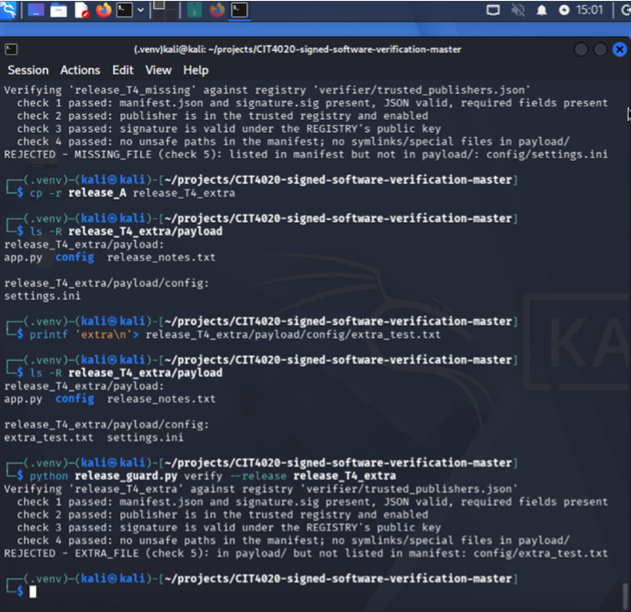 15:01
(.venv)kali@kali: ~/projects/CIT4020-signed-software-verification-master
Session Actions Edit View Help
Verifying 'release_T4_missing' against registry 'verifier/trusted_publishers.json'
check 1 passed: manifest.json and signature.sig present, JSON valid, required fields present
check 2 passed: publisher is in the trusted registry and enabled
check 3 passed: signature is valid under the REGISTRY's public key
check 4 passed: no unsafe paths in the manifest; no symlinks/special files in payload/
REJECTED - MISSING_FILE (check 5): listed in manifest but not in payload/: config/settings.ini
┌──(.venv)─(kali㉿kali)-[~/projects/CIT4020-signed-software-verification-master]
└─$ cp -r release_A release_T4_extra
┌──(.venv)─(kali㉿kali)-[~/projects/CIT4020-signed-software-verification-master]
└─$ ls -R release_T4_extra/payload
release_T4_extra/payload:
app.py config release_notes.txt
release_T4_extra/payload/config:
settings.ini
┌──(.venv)─(kali㉿kali)-[~/projects/CIT4020-signed-software-verification-master]
└─$ printf 'extra\n'> release_T4_extra/payload/config/extra_test.txt
┌──(.venv)─(kali㉿kali)-[~/projects/CIT4020-signed-software-verification-master]
└─$ ls -R release_T4_extra/payload
release_T4_extra/payload:
app.py config release_notes.txt
release_T4_extra/payload/config:
extra_test.txt settings.ini
┌──(.venv)─(kali㉿kali)-[~/projects/CIT4020-signed-software-verification-master]
└─$ python release_guard.py verify --release release_T4_extra
Verifying 'release_T4_extra' against registry 'verifier/trusted_publishers.json'
check 1 passed: manifest.json and signature.sig present, JSON valid, required fields present
check 2 passed: publisher is in the trusted registry and enabled
check 3 passed: signature is valid under the REGISTRY's public key
check 4 passed: no unsafe paths in the manifest; no symlinks/special files in payload/
REJECTED - EXTRA_FILE (check 5): in payload/ but not listed in manifest: config/extra_test.txt
┌──(.venv)─(kali㉿kali)-[~/projects/CIT4020-signed-software-verification-master]
└─$
KA